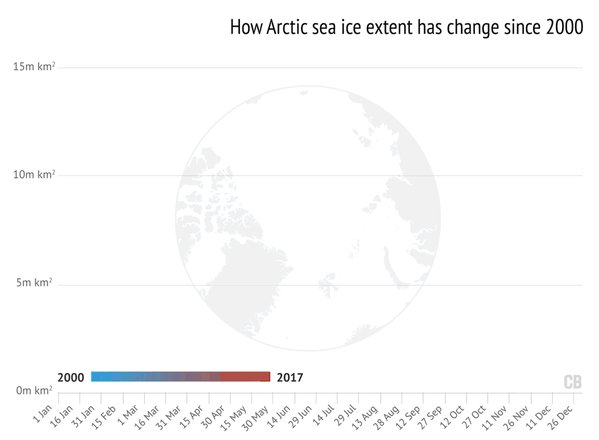 How Arctic sea ice extent has change since 2000
15m km²
10m km²
5m km²
2000 2017
CB
0m km²
1 Jan 16 Jan 31 Jan 15 Feb 1 Mar 16 Mar 31 Mar 15 Apr 30 Apr 15 May 30 May 14 Jun 29 Jun 14 Jul 29 Jul 13 Aug 28 Aug 12 Sep 27 Sep 12 Oct 27 Oct 11 Nov 26 Nov 11 Dec 26 Dec